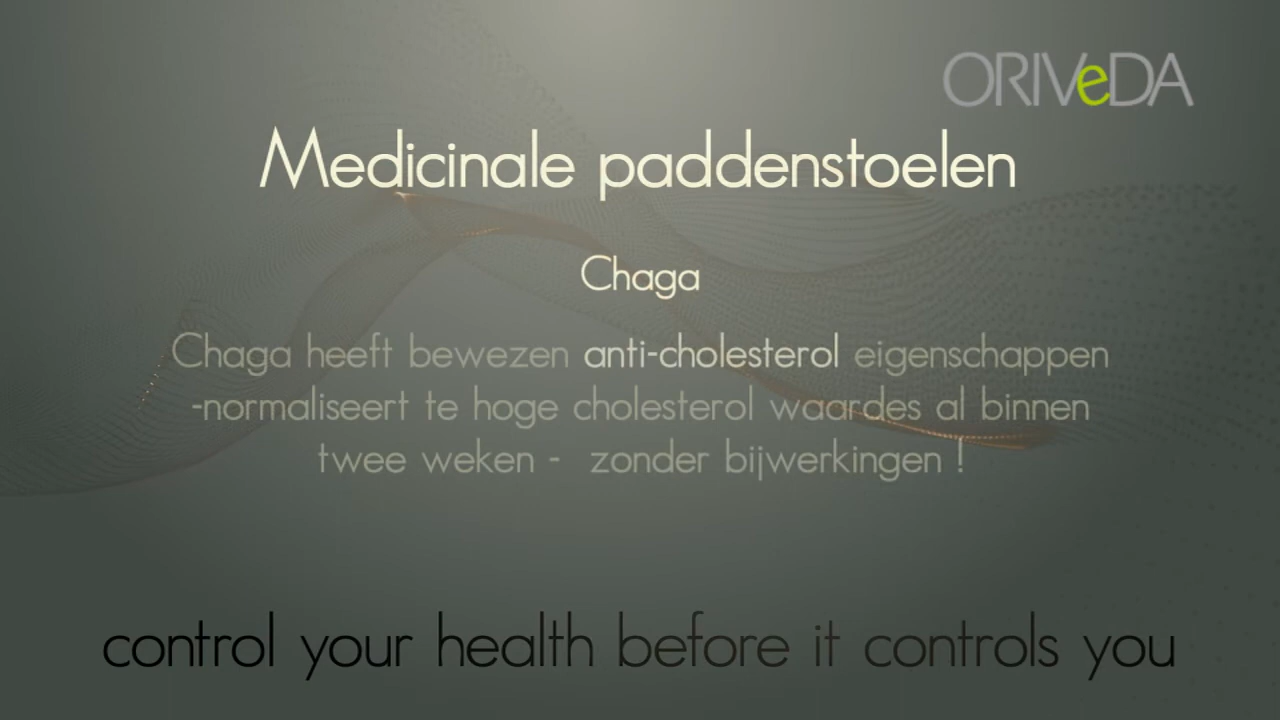 ORIVeDA
Medicinale paddenstoelen
Chaga
Chaga heeft bewezen anti-cholesterol eigenschappen
-normaliseert te hoge cholesterol waardes al binnen
twee weken - zonder bijwerkingen !
control your health before it controls you